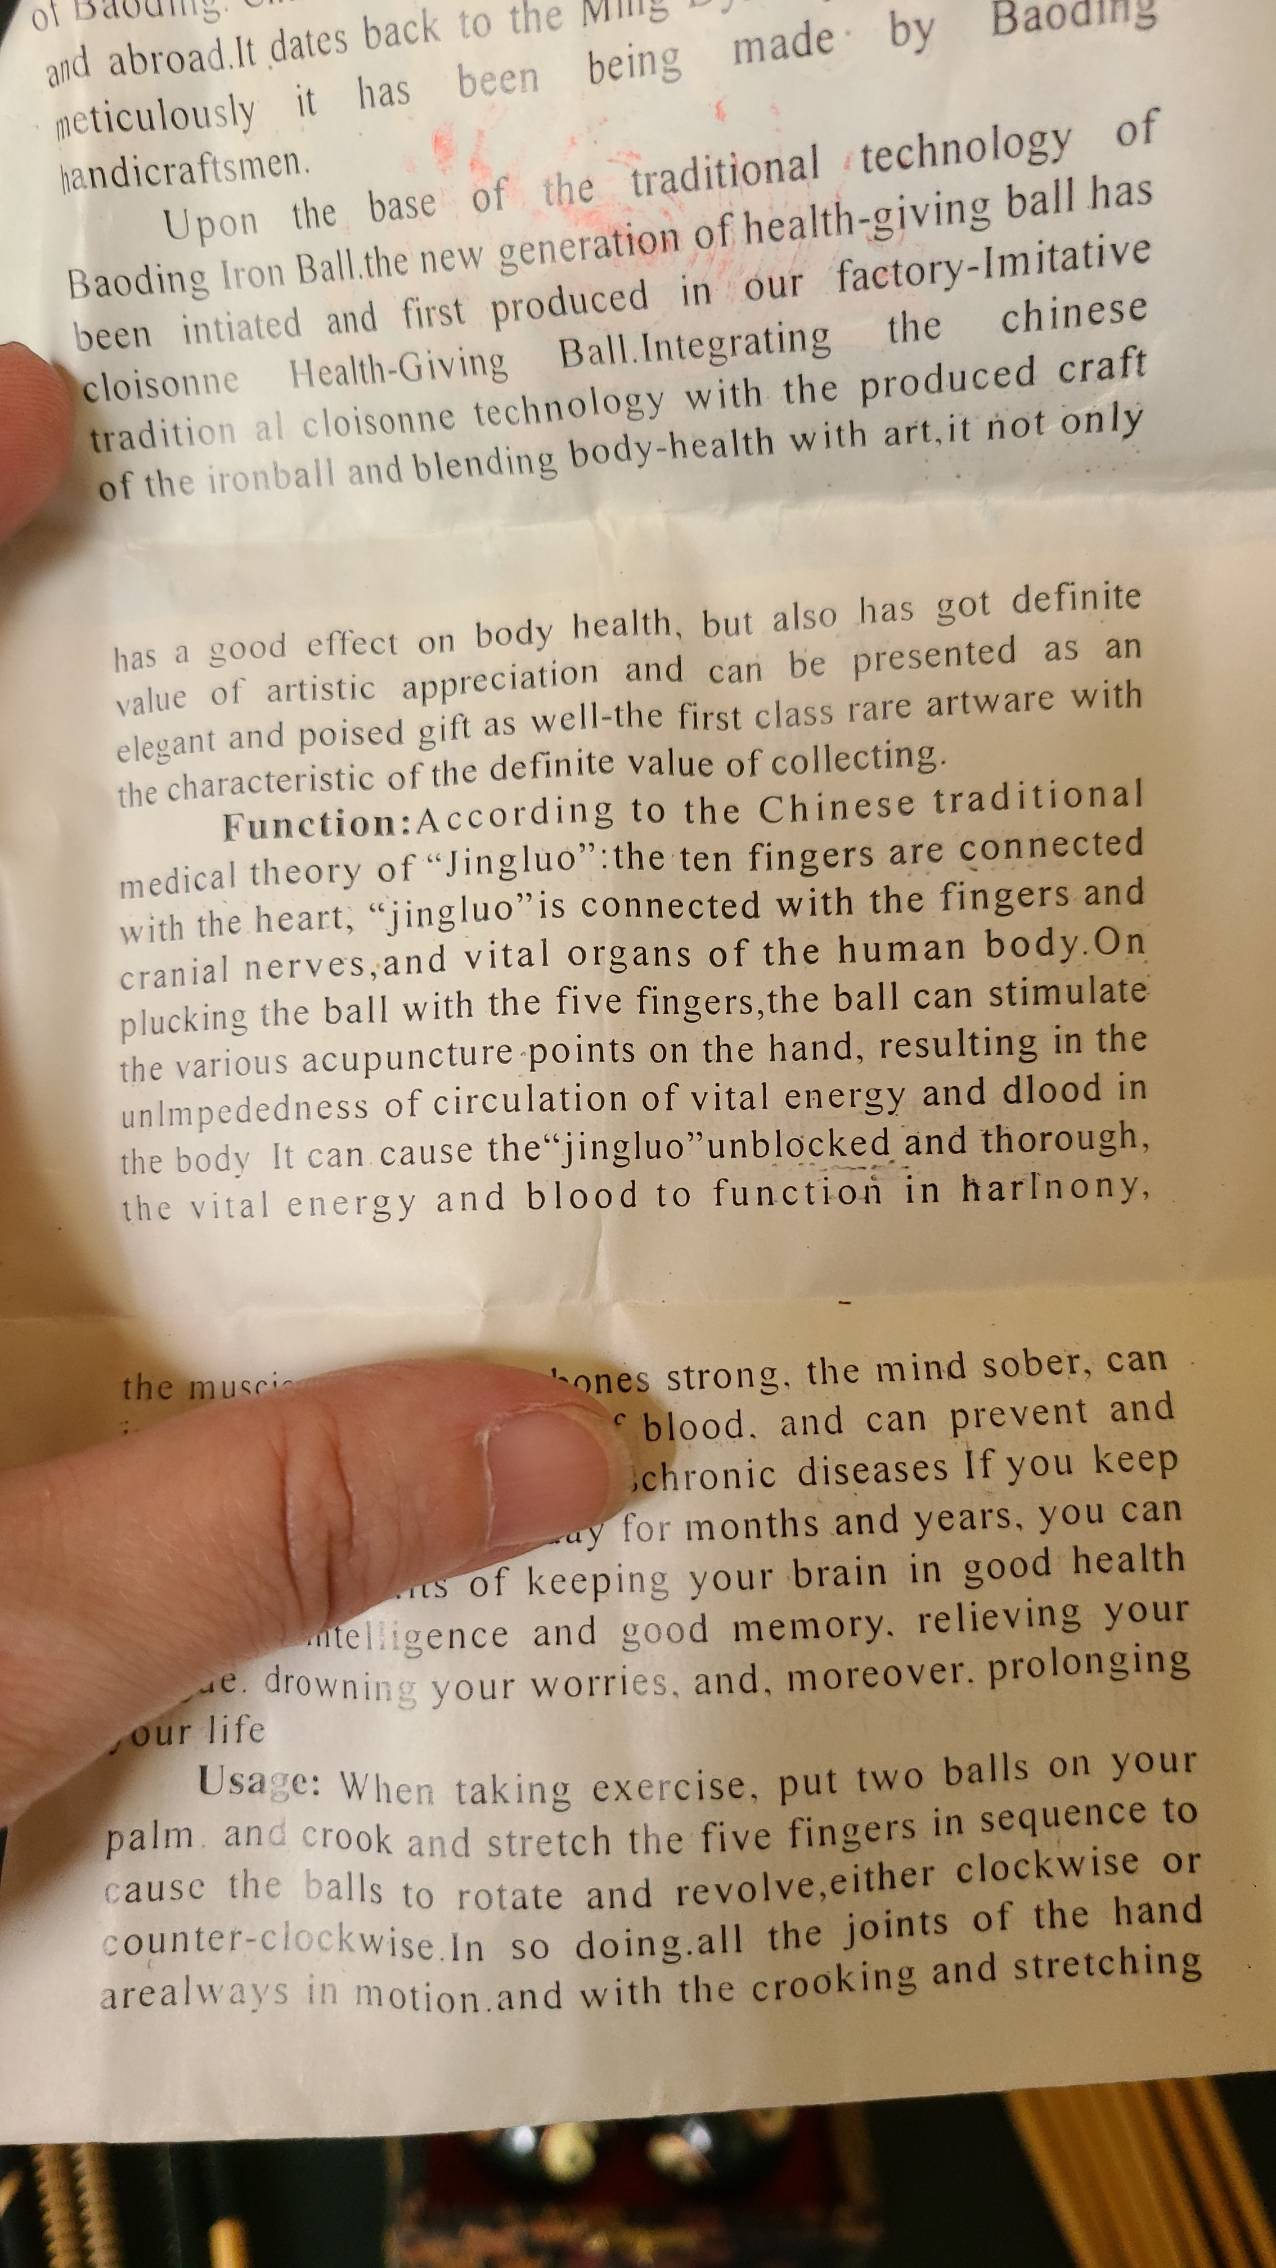 of Baoding.
and abroad.It dates back to the Ming
meticulously it has been being made by Baoding
handicraftsmen.
Upon the base of the traditional technology of
Baoding Iron Ball.the new generation of health-giving ball has
been intiated and first produced in our factory-Imitative
cloisonne Health-Giving Ball.Integrating the chinese
tradition al cloisonne technology with the produced craft
of the ironball and blending body-health with art,it not only
has a good effect on body health, but also has got definite
value of artistic appreciation and can be presented as an
elegant and poised gift as well-the first class rare artware with
the characteristic of the definite value of collecting.
Function:According to the Chinese traditional
medical theory of “Jingluo”:the ten fingers are connected
with the heart, “jingluo”is connected with the fingers and
cranial nerves,and vital organs of the human body.On
plucking the ball with the five fingers,the ball can stimulate
the various acupuncture points on the hand, resulting in the
unImpededness of circulation of vital energy and dlood in
the body It can cause the“jingluo”unblocked and thorough,
the vital energy and blood to function in harInony,
the bones strong, the mind sober, can
blood, and can prevent and
chronic diseases If you keep
for months and years, you can
of keeping your brain in good health
intelligence and good memory, relieving your
drowning your worries, and, moreover, prolonging
your life
Usage: When taking exercise, put two balls on your
palm, and crook and stretch the five fingers in sequence to
cause the balls to rotate and revolve,either clockwise or
counter-clockwise.In so doing.all the joints of the hand
arealways in motion.and with the crooking and stretching